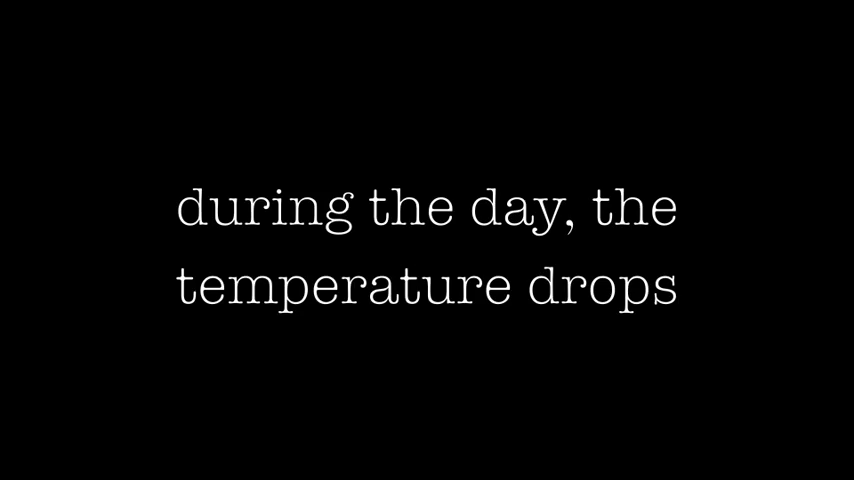 during the day, the
temperature drops